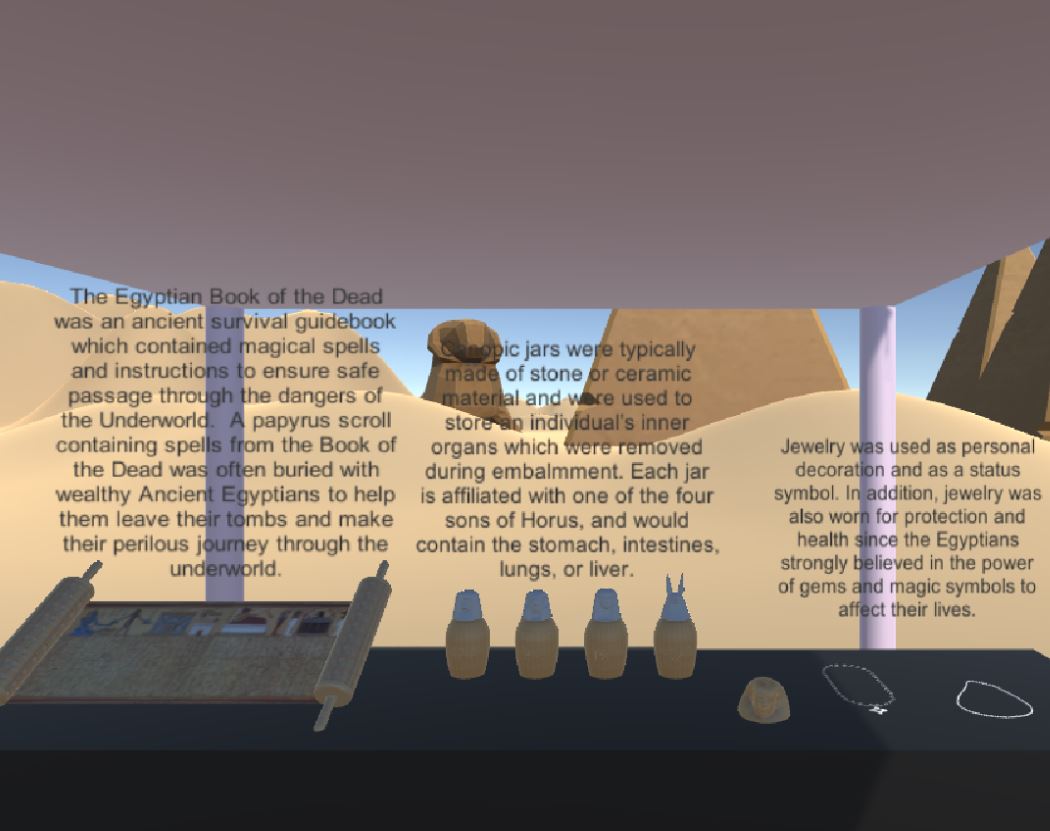 The Egyptian Book of the Dead
was an ancient survival guidebook
which contained magical spells
and instructions to ensure safe
passage through the dangers of
the Underworld.  A papyrus scroll
containing spells from the Book of
the Dead was often buried with
wealthy Ancient Egyptians to help
them leave their tombs and make
their perilous journey through the
underworld.
Canopic jars were typically
made of stone or ceramic
material and were used to
store an individual's inner
organs which were removed
during embalmment. Each jar
is affiliated with one of the four
sons of Horus, and would
contain the stomach, intestines,
lungs, or liver.
Jewelry was used as personal
decoration and as a status
symbol. In addition, jewelry was
also worn for protection and
health since the Egyptians
strongly believed in the power
of gems and magic symbols to
affect their lives.